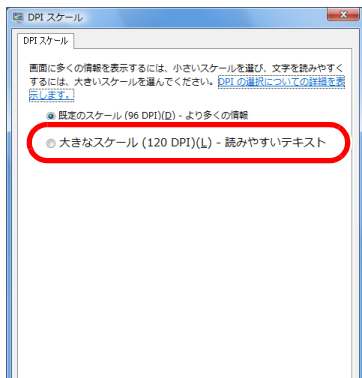 DPI スケール
DPI スケール
画面に多くの情報を表示するには、小さいスケールを選び、文字を読みやすく
するには、大きいスケールを選んでください。DPI の選択についての詳細を表
示します。
既定のスケール (96 DPI)(D) - より多くの情報
大きなスケール (120 DPI)(L) - 読みやすいテキスト